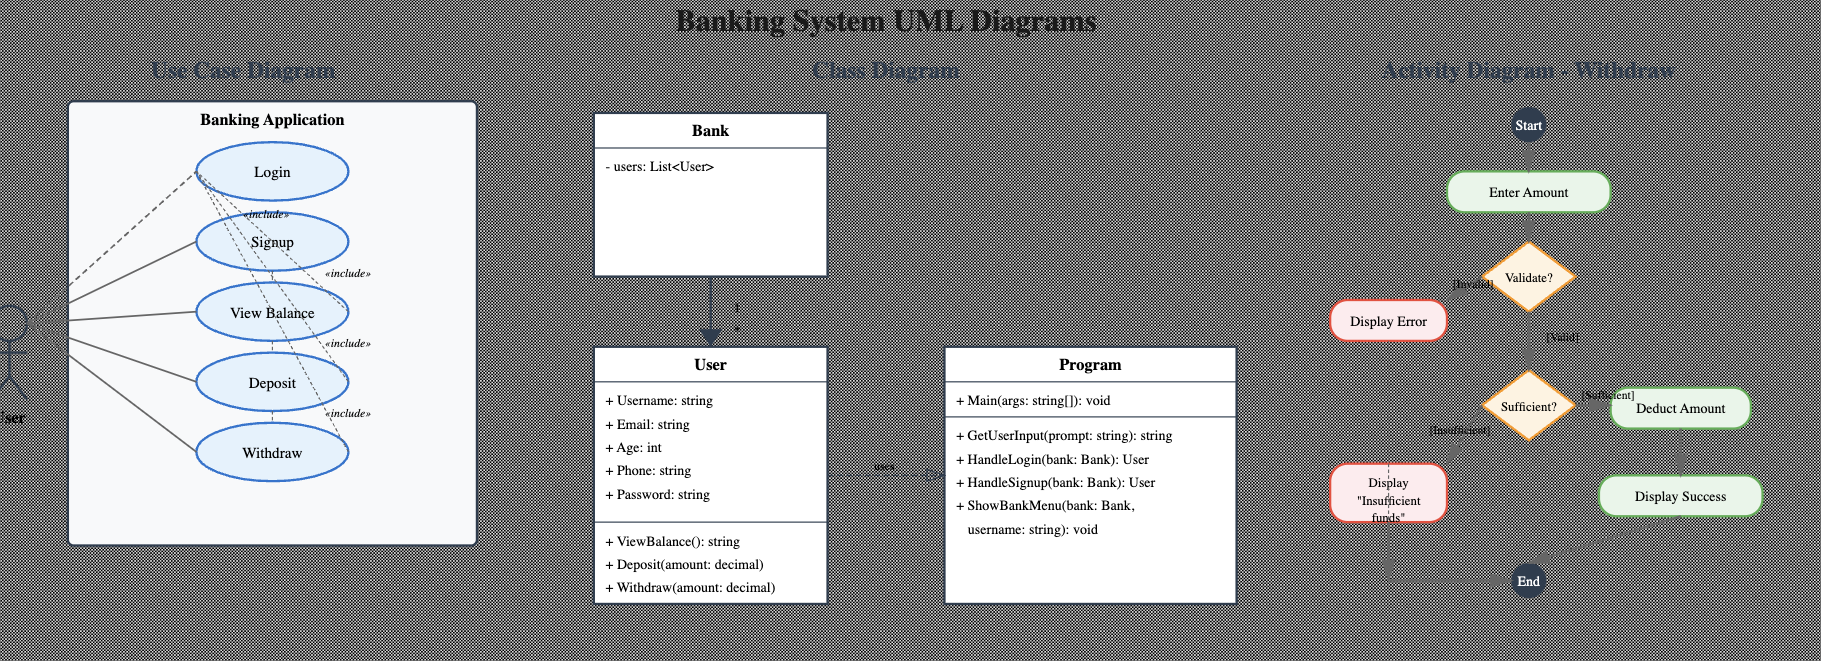 Banking System UML Diagrams
Use Case Diagram
Banking Application
Login
«include»
Signup
«include»
View Balance
«include»
Deposit
«include»
Withdraw
User
Class Diagram
Bank
- users: List<User>
1
*
User
+ Username: string
+ Email: string
+ Age: int
+ Phone: string
+ Password: string
+ ViewBalance(): string
+ Deposit(amount: decimal)
+ Withdraw(amount: decimal)
uses
Program
+ Main(args: string[]): void
+ GetUserInput(prompt: string): string
+ HandleLogin(bank: Bank): User
+ HandleSignup(bank: Bank): User
+ ShowBankMenu(bank: Bank,
username: string): void
Activity Diagram - Withdraw
Start
Enter Amount
Validate?
[Invalid]
Display Error
[Valid]
Sufficient?
[Sufficient]
Deduct Amount
[Insufficient]
Display
"Insufficient
funds"
Display Success
End